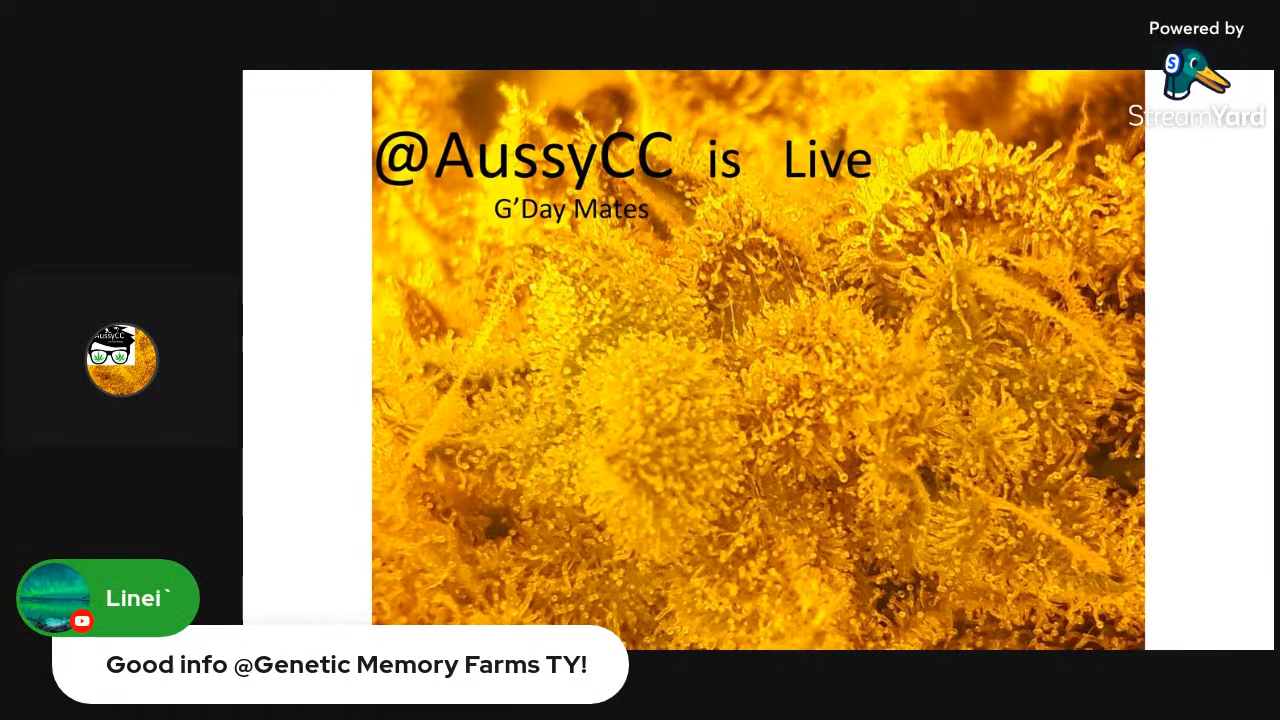 Powered by
StreamYard
@AussyCC is Live
G'Day Mates
AussyCC
Linei`
Good info @Genetic Memory Farms TY!